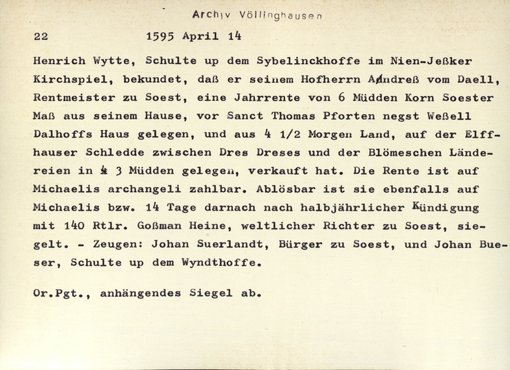 Archiv Völlinghausen
22 1595 April 14
Henrich Wytte, Schulte up dem Sybelinckhoffe im Nien-Jeßker
Kirchspiel, bekundet, daß er seinem Hofherrn Andreß vom Daell,
Rentmeister zu Soest, eine Jahrrente von 6 Müdden Korn Soester
Maß aus seinem Hause, vor Sanct Thomas Pforten negst Weßell
Dalhoffs Haus gelegen, und aus 4 1/2 Morgen Land, auf der Elff-
hauser Schledde zwischen Dres Dreses und der Blömeschen Lände-
reien in 3 Müdden gelegen, verkauft hat. Die Rente ist auf
Michaelis archangeli zahlbar. Ablösbar ist sie ebenfalls auf
Michaelis bzw. 14 Tage darnach nach halbjährlicher Kündigung
mit 140 Rtlr. Goßman Heine, weltlicher Richter zu Soest, sie-
gelt. - Zeugen: Johan Suerlandt, Bürger zu Soest, und Johan Bue-
ser, Schulte up dem Wyndthoffe.
Or.Pgt., anhängendes Siegel ab.